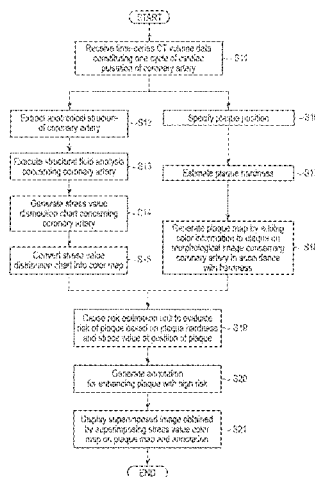 START
Receive time-series CT volume data
constituting one cycle of cardiac
pulsation of coronary artery
S11
Extract
structure
of coronary artery
S12
Specify plaque position
Execute structure fluid analysis
concerning coronary artery
S13
Estimate plaque hardness
Generate stress value
distribution chart concerning
coronary artery
S14
Generate plaque map by adding
color information to plaque on
morphological image concerning
coronary artery in accordance
with hardness
Convert stress value
distribution chart into color map
Cause risk estimation unit to evaluate
risk of plaque based on plaque hardness
and stress value at position of plaque
S19
Generate annotation
for enhancing plaque with high risk
S20
Display superimposed image obtained
by superimposing stress value color
map on plaque map and annotation
S21
END